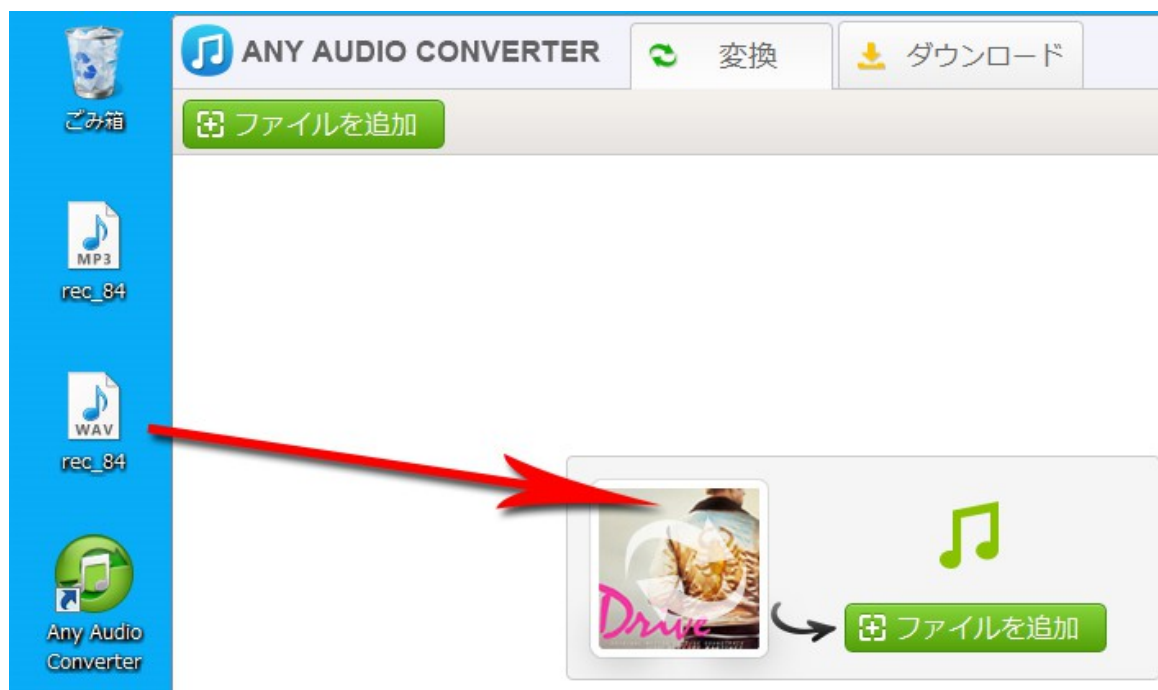 ANY AUDIO CONVERTER
変換
ダウンロード
ごみ箱
ファイルを追加
MP3
rec_84
WAV
rec_84
Drive
ファイルを追加
Any Audio
Converter